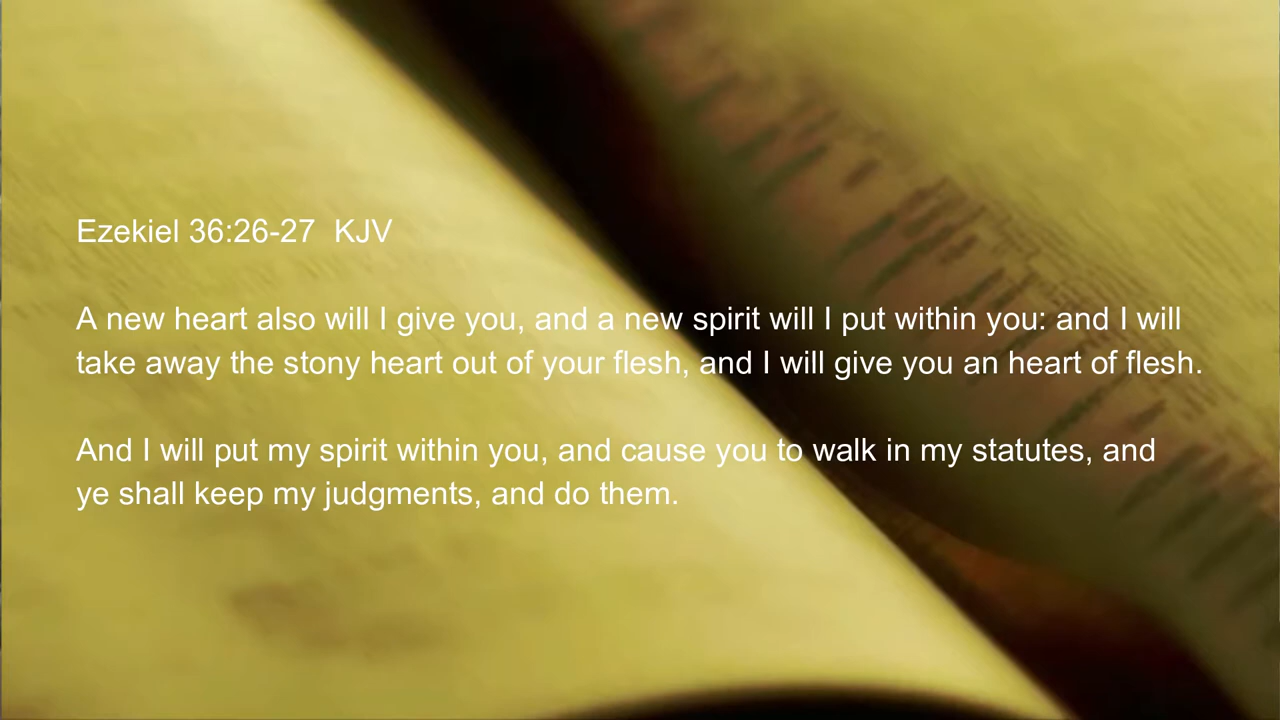 Ezekiel 36:26-27  KJV
A new heart also will I give you, and a new spirit will I put within you: and I will
take away the stony heart out of your flesh, and I will give you an heart of flesh.
And I will put my spirit within you, and cause you to walk in my statutes, and
ye shall keep my judgments, and do them.